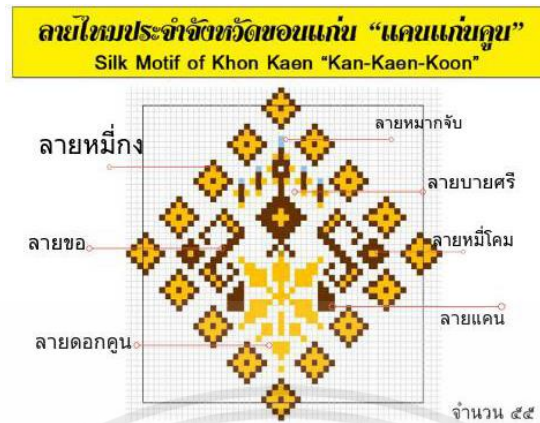 ลายไหมประจำจังหวัดขอนแก่น “แคนแก่นคูน”
Silk Motif of Khon Kaen “Kan-Kaen-Koon”
ลายหมากจับ
ลายหมี่กง
ลายบายศรี
ลายขอ
ลายหมี่โคม
ลายแคน
ลายดอกคูน
จำนวน ๕๕